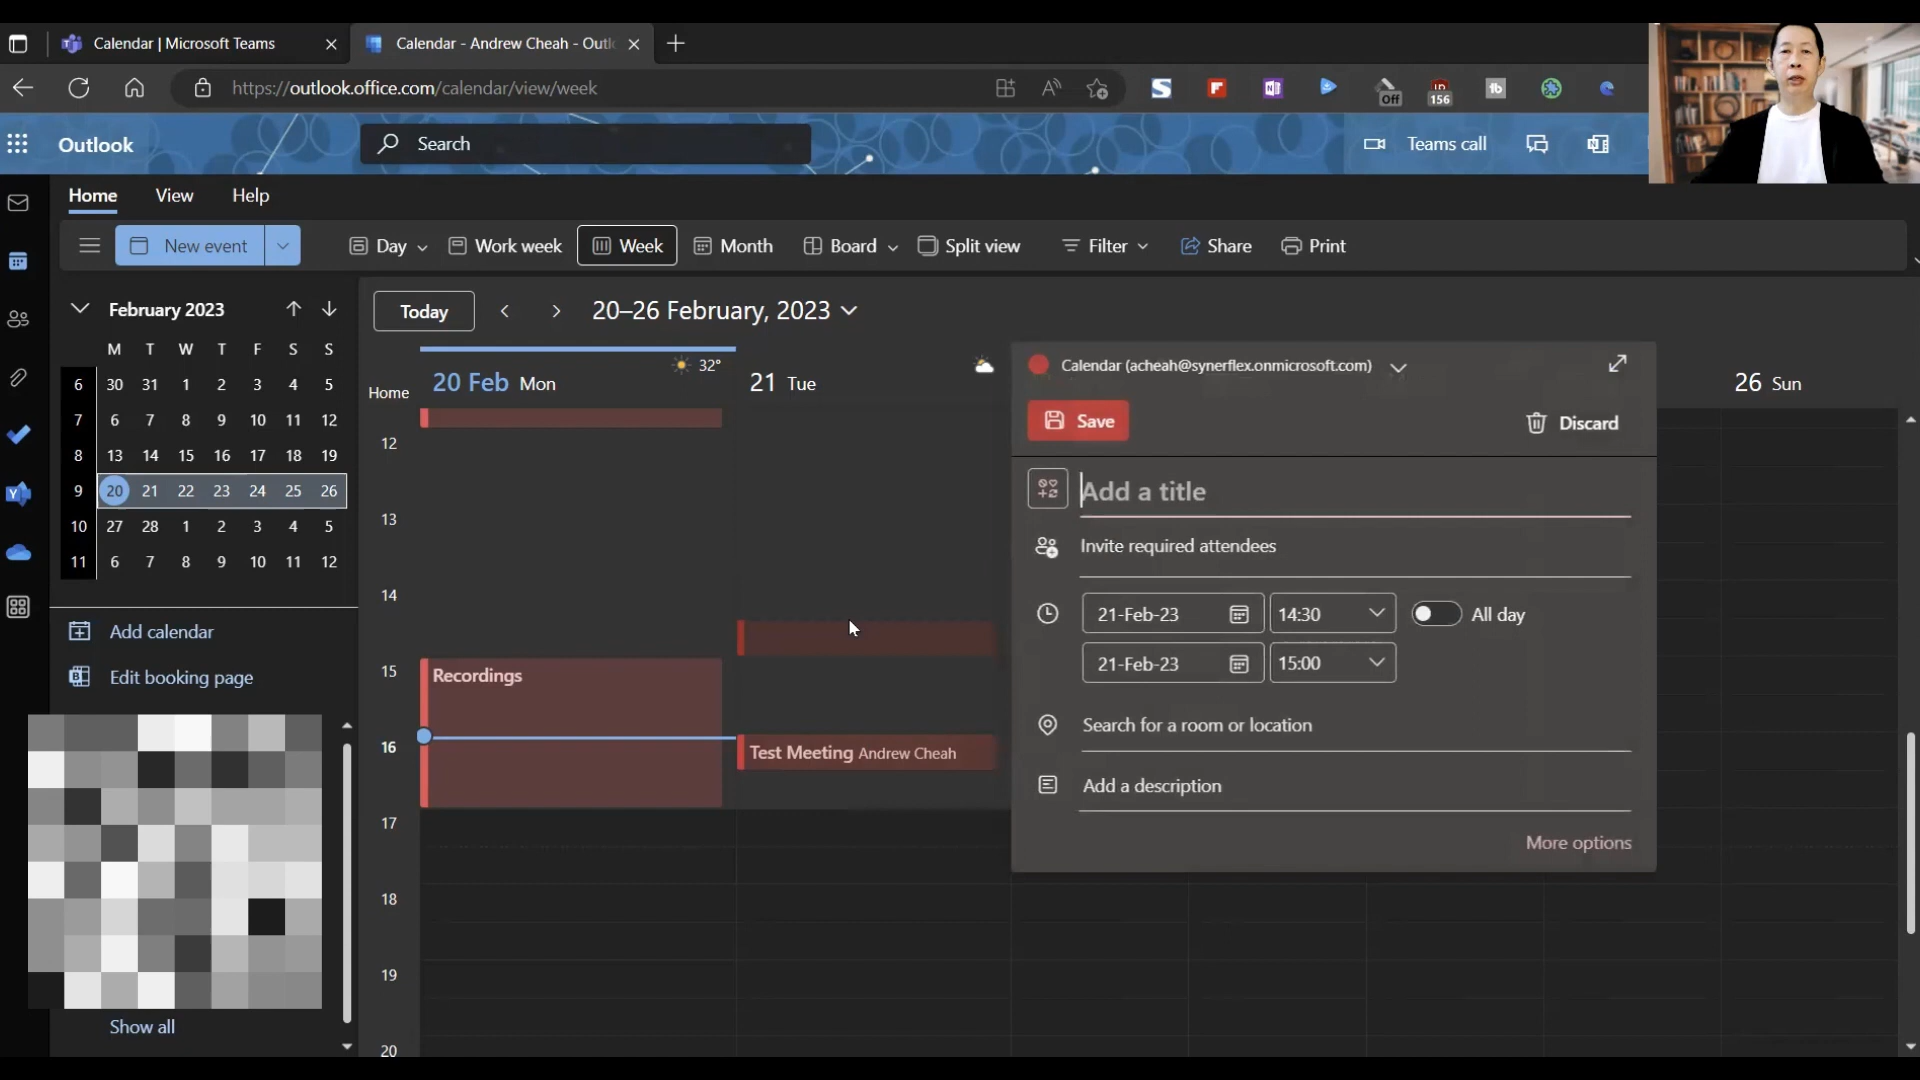 Calendar | Microsoft Teams
Calendar - Andrew Cheah - Outl
https://outlook.office.com/calendar/view/week
Off
156
Outlook
Search
Teams call
Home
View
Help
New event
Day
Work week
Week
Month
Board
Split view
Filter
Share
Print
February 2023
M T W T F S S
6 30 31 1 2 3 4 5
7 6 7 8 9 10 11 12
8 13 14 15 16 17 18 19
9 20 21 22 23 24 25 26
10 27 28 1 2 3 4 5
11 6 7 8 9 10 11 12
Add calendar
Edit booking page
Show all
Today
20–26 February, 2023
Home
20 Feb Mon
32°
21 Tue
26 Sun
12
13
14
15
16
17
18
19
20
Recordings
Test Meeting Andrew Cheah
Calendar (acheah@synerflex.onmicrosoft.com)
Save
Discard
Add a title
Invite required attendees
21-Feb-23
14:30
All day
21-Feb-23
15:00
Search for a room or location
Add a description
More options